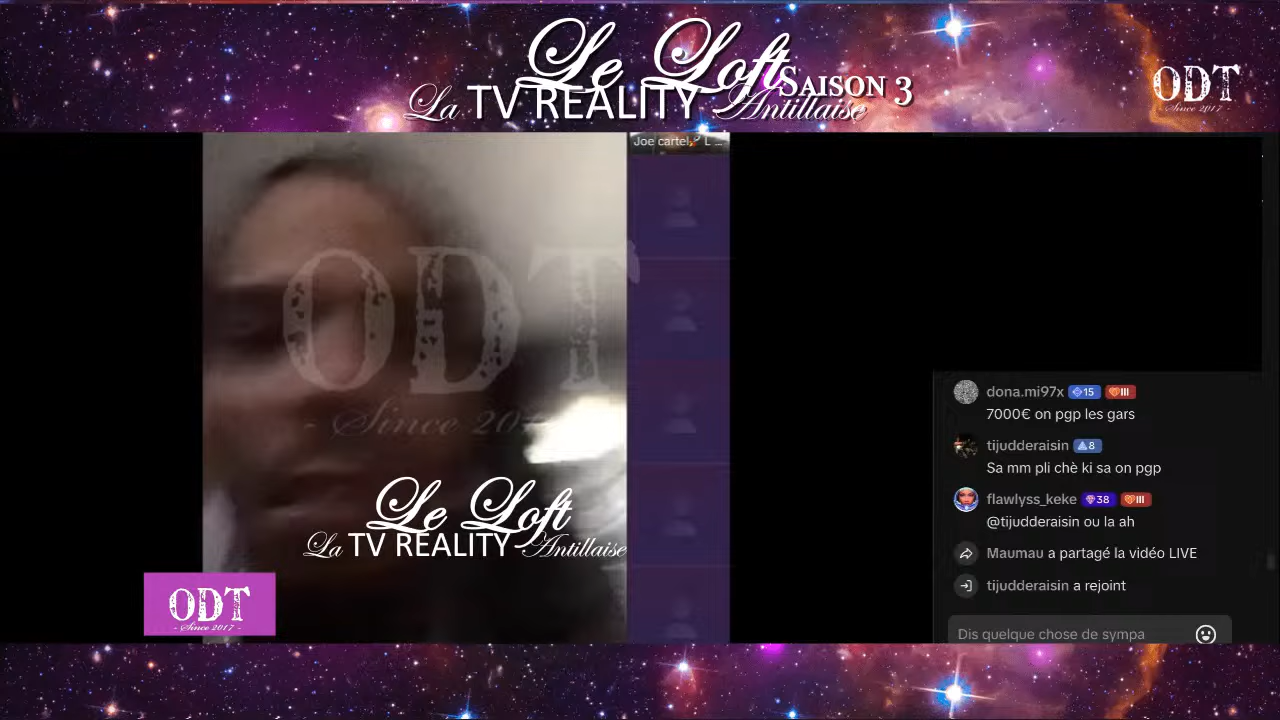 Le Loft Saison 3
La TV REALITY Antillaise
ODT
- Since 2017 -
Joe cartel L ...
ODT
- Since 201
Le Loft
La TV REALITY Antillaise
ODT
- Since 2017 -
dona.mi97x 15 III
7000€ on pgp les gars
tijudderaisin 8
Sa mm pli chè ki sa on pgp
flawlyss_keke 38 III
@tijudderaisin ou la ah
Maumau a partagé la vidéo LIVE
tijudderaisin a rejoint
Dis quelque chose de sympa